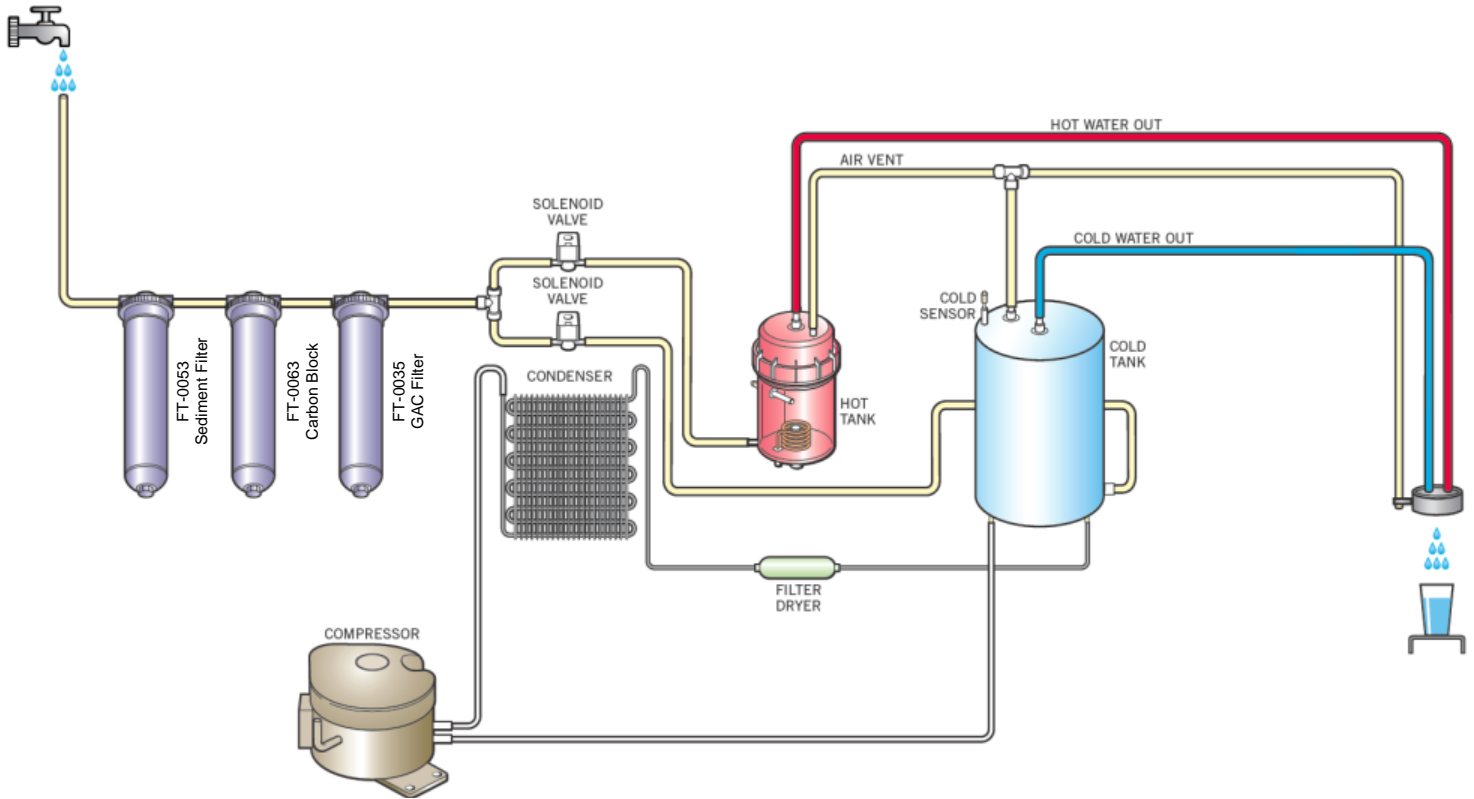 HOT WATER OUT
AIR VENT
SOLENOID
VALVE
COLD WATER OUT
SOLENOID
VALVE
COLD
SENSOR
COLD
TANK
FT-0053
Sediment Filter
FT-0063
Carbon Block
FT-0035
GAC Filter
CONDENSER
HOT
TANK
FILTER
DRYER
COMPRESSOR